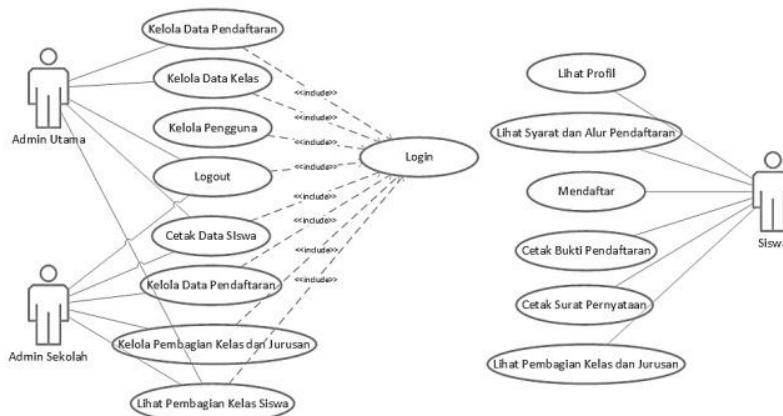 Kelola Data Pendaftaran
Kelola Data Kelas
<<include>>
Admin Utama
Kelola Pengguna
<<include>>
Logout
<<include>>
Login
<<include>>
Cetak Data SIswa
<<include>>
<<include>>
Kelola Data Pendaftaran
<<include>>
Admin Sekolah
Kelola Pembagian Kelas dan Jurusan
Lihat Pembagian Kelas Siswa
Lihat Profil
Lihat Syarat dan Alur Pendaftaran
Mendaftar
Siswa
Cetak Bukti Pendaftaran
Cetak Surat Pernyataan
Lihat Pembagian Kelas dan Jurusan